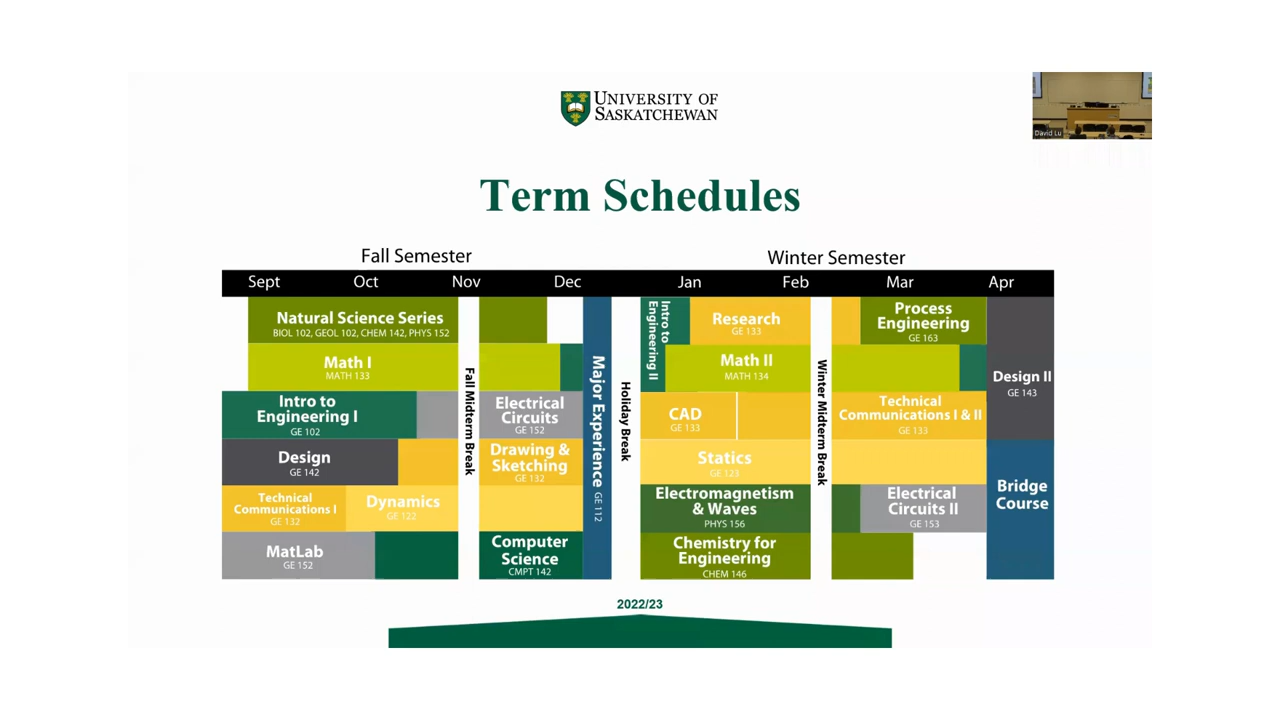 UNIVERSITY OF
SASKATCHEWAN
David Lu
Term Schedules
Fall Semester
Winter Semester
Sept Oct Nov Dec Jan Feb Mar Apr
Natural Science Series
BIOL 102, GEOL 102, CHEM 142, PHYS 152
Math I
MATH 133
Intro to
Engineering I
GE 102
Design
GE 142
Technical
Communications I
GE 132
Dynamics
GE 122
MatLab
GE 152
Fall Midterm Break
Electrical
Circuits
GE 152
Drawing &
Sketching
GE 132
Computer
Science
CMPT 142
Major Experience GE 112
Holiday Break
Intro to
Engineering II
Research
GE 133
Math II
MATH 134
CAD
GE 133
Statics
GE 123
Electromagnetism
& Waves
PHYS 156
Chemistry for
Engineering
CHEM 146
Winter Midterm Break
Process
Engineering
GE 163
Technical
Communications I & II
GE 133
Electrical
Circuits II
GE 153
Design II
GE 143
Bridge
Course
2022/23